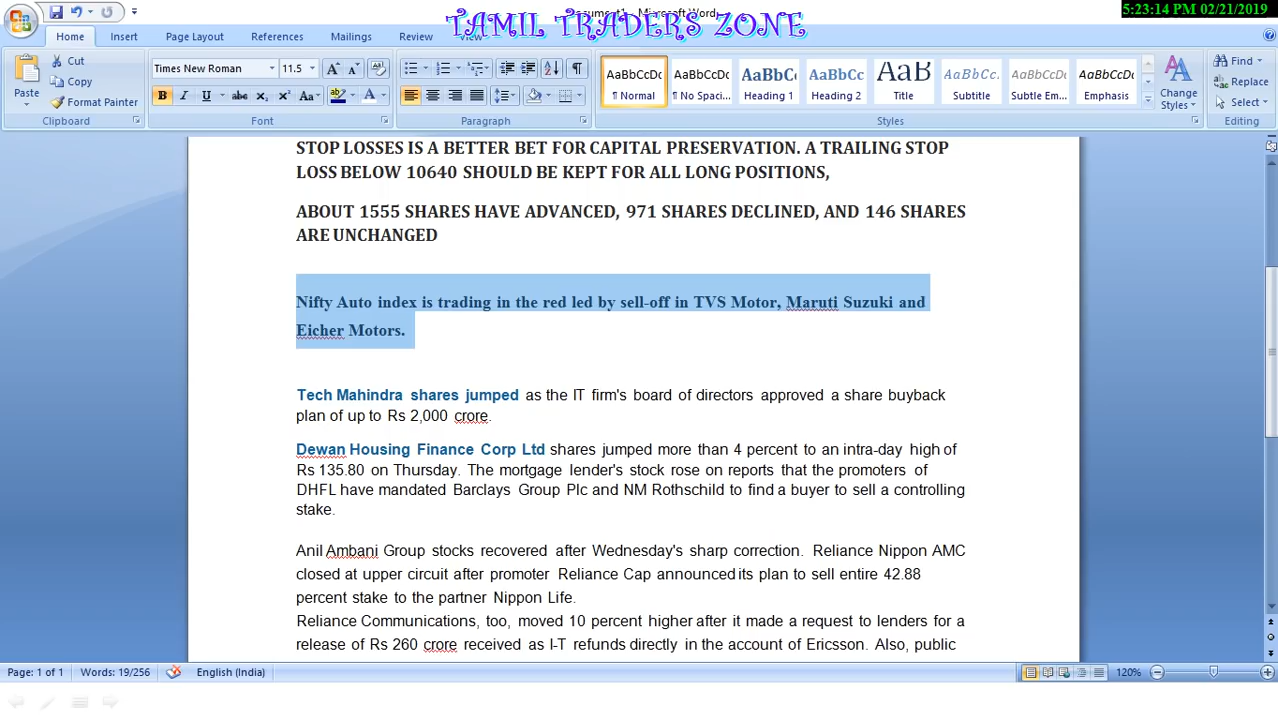 5:23:14 PM 02/21/2019
TAMIL TRADERS ZONE
Home Insert Page Layout References Mailings Review
Paste
Cut
Copy
Format Painter
Clipboard
Times New Roman 11.5
Font
Paragraph
AaBbCcDc AaBbCcDc AaBbC AaBbCc AaB AaBbCc. AaBbCcDc AaBbCcDc
¶ Normal ¶ No Spaci... Heading 1 Heading 2 Title Subtitle Subtle Em... Emphasis
Change Styles
Styles
Find
Replace
Select
Editing
STOP LOSSES IS A BETTER BET FOR CAPITAL PRESERVATION. A TRAILING STOP
LOSS BELOW 10640 SHOULD BE KEPT FOR ALL LONG POSITIONS,
ABOUT 1555 SHARES HAVE ADVANCED, 971 SHARES DECLINED, AND 146 SHARES
ARE UNCHANGED
Nifty Auto index is trading in the red led by sell-off in TVS Motor, Maruti Suzuki and
Eicher Motors.
Tech Mahindra shares jumped as the IT firm's board of directors approved a share buyback
plan of up to Rs 2,000 crore.
Dewan Housing Finance Corp Ltd shares jumped more than 4 percent to an intra-day high of
Rs 135.80 on Thursday. The mortgage lender's stock rose on reports that the promoters of
DHFL have mandated Barclays Group Plc and NM Rothschild to find a buyer to sell a controlling
stake.
Anil Ambani Group stocks recovered after Wednesday's sharp correction. Reliance Nippon AMC
closed at upper circuit after promoter Reliance Cap announced its plan to sell entire 42.88
percent stake to the partner Nippon Life.
Reliance Communications, too, moved 10 percent higher after it made a request to lenders for a
release of Rs 260 crore received as I-T refunds directly in the account of Ericsson. Also, public
Page: 1 of 1 Words: 19/256 English (India) 120%